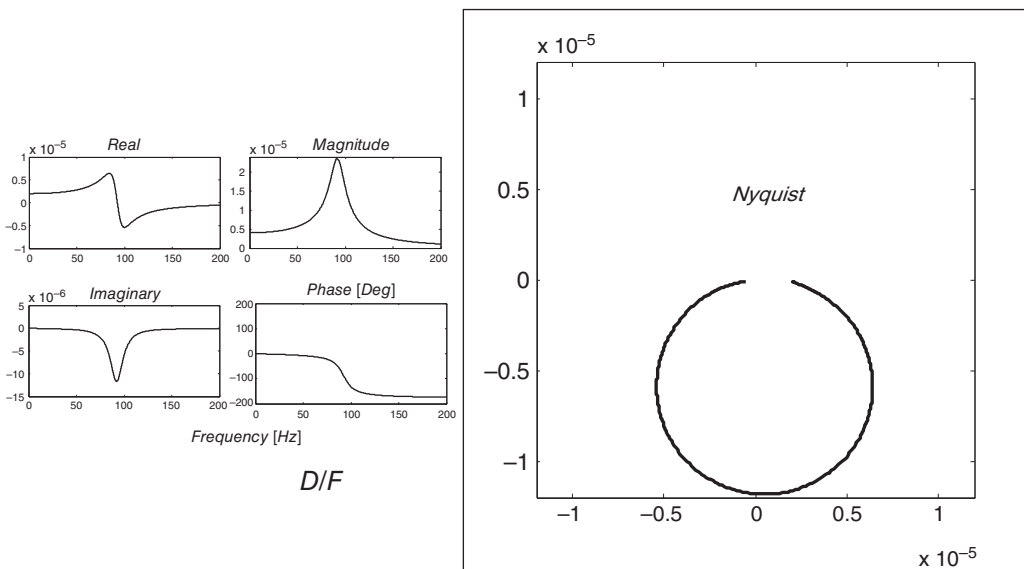 x 10⁻⁵
Real
1
0.5
0
−0.5
−1
0 50 100 150 200
x 10⁻⁵
Magnitude
2
1.5
1
0.5
0
0 50 100 150 200
x 10⁻⁶
Imaginary
5
0
−5
−10
−15
0 50 100 150 200
Phase [Deg]
200
100
0
−100
−200
0 50 100 150 200
Frequency [Hz]
D/F
x 10⁻⁵
1
0.5
0
−0.5
−1
Nyquist
−1 −0.5 0 0.5 1
x 10⁻⁵